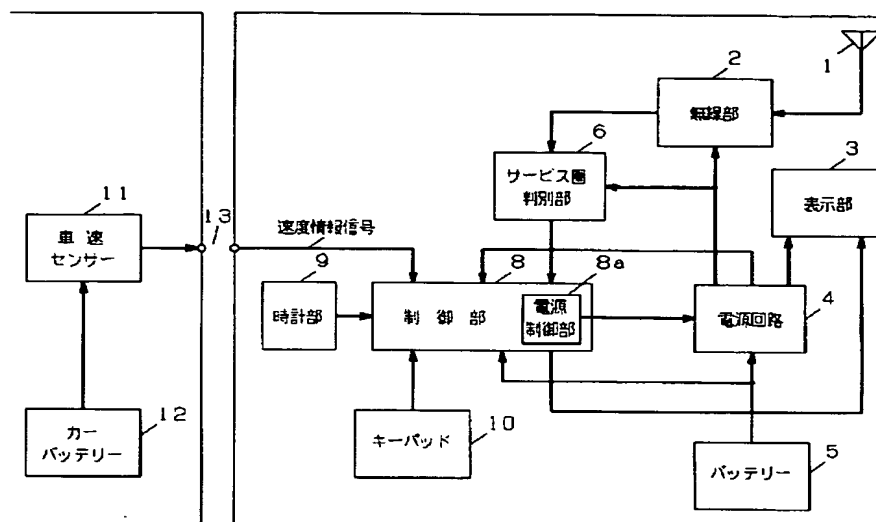 1
2
無線部
3
表示部
6
サービス圏
判別部
11
車速
センサー
13
速度情報信号
9
時計部
8
制御部
8a
電源
制御部
4
電源回路
12
カー
バッテリー
10
キーパッド
5
バッテリー